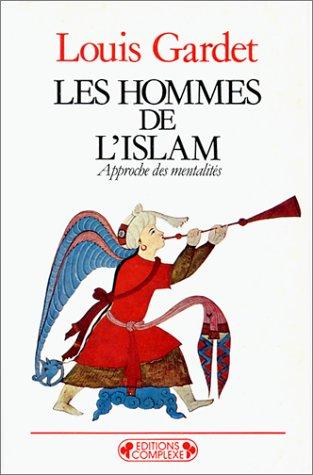 Louis Gardet
LES HOMMES
DE
L'ISLAM
Approche des mentalités
EDITIONS
COMPLEXE